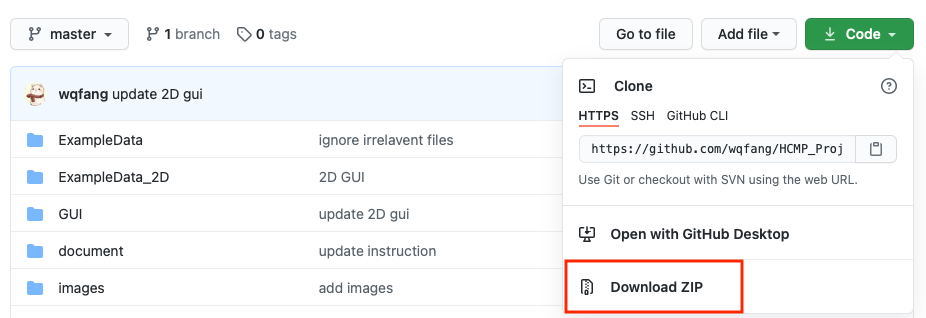 master
1 branch
0 tags
Go to file
Add file
Code
wqfang update 2D gui
ExampleData
ignore irrelavent files
ExampleData_2D
2D GUI
GUI
update 2D gui
document
update instruction
images
add images
Clone
HTTPS SSH GitHub CLI
https://github.com/wqfang/HCMP_Proj
Use Git or checkout with SVN using the web URL.
Open with GitHub Desktop
Download ZIP